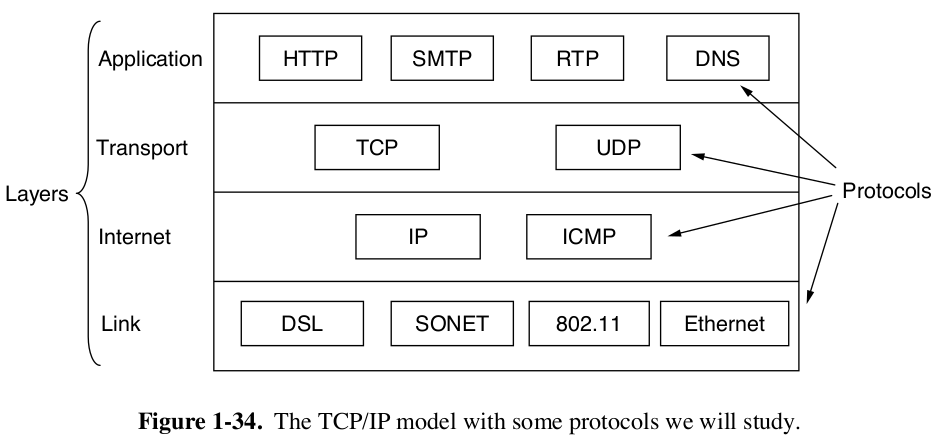 Application HTTP SMTP RTP DNS
Transport TCP UDP
Layers Protocols
Internet IP ICMP
Link DSL SONET 802.11 Ethernet
Figure 1-34. The TCP/IP model with some protocols we will study.